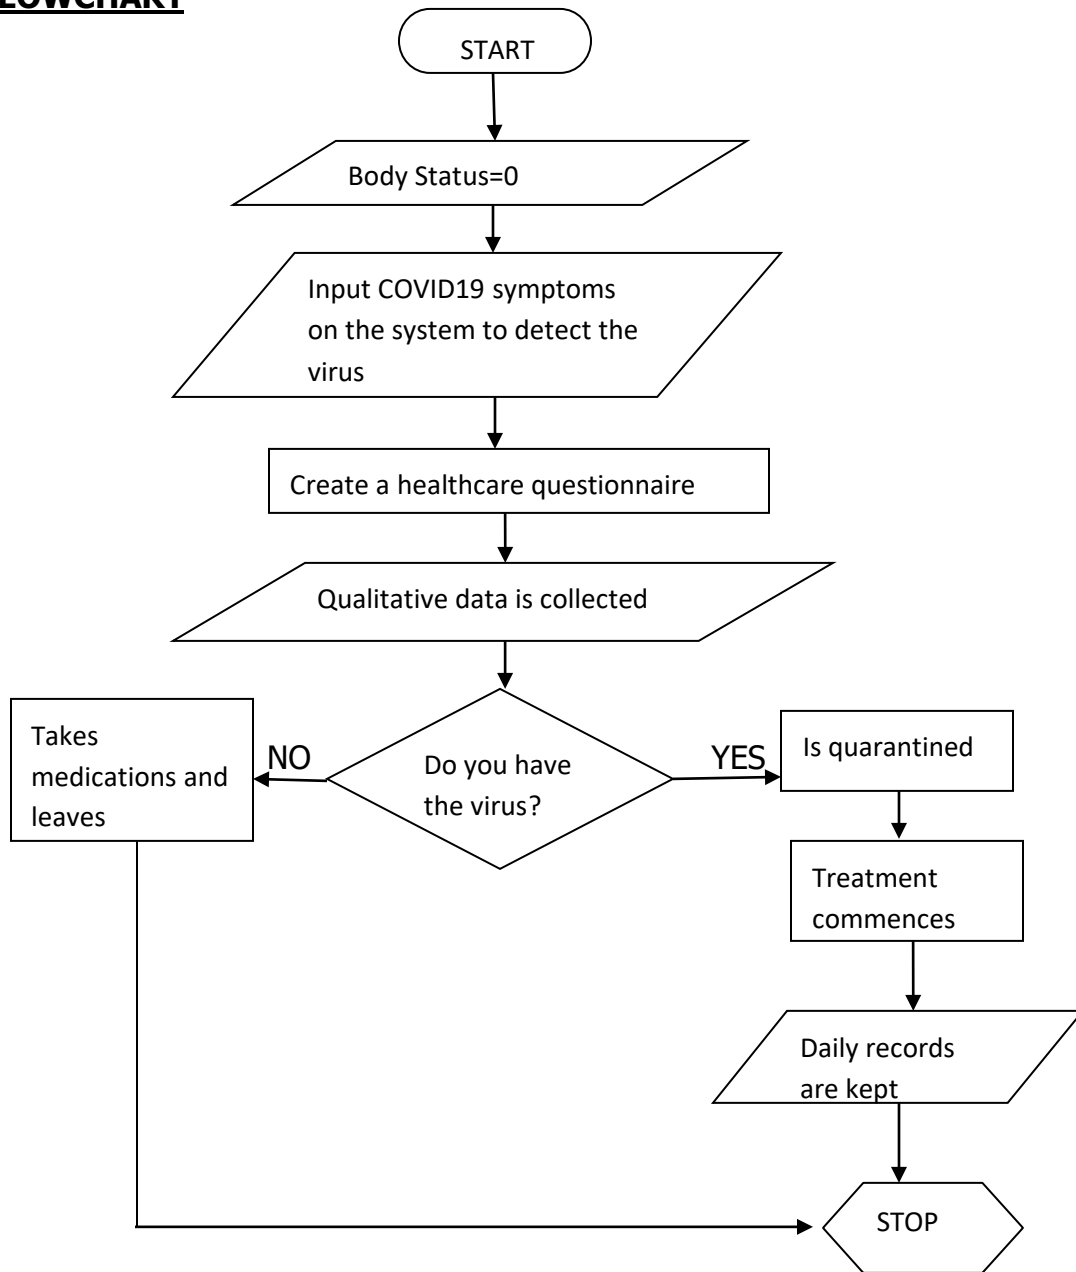 LOWCHART
START
Body Status=0
Input COVID19 symptoms
on the system to detect the
virus
Create a healthcare questionnaire
Qualitative data is collected
Takes
medications and
leaves
NO
Do you have
the virus?
YES
Is quarantined
Treatment
commences
Daily records
are kept
STOP